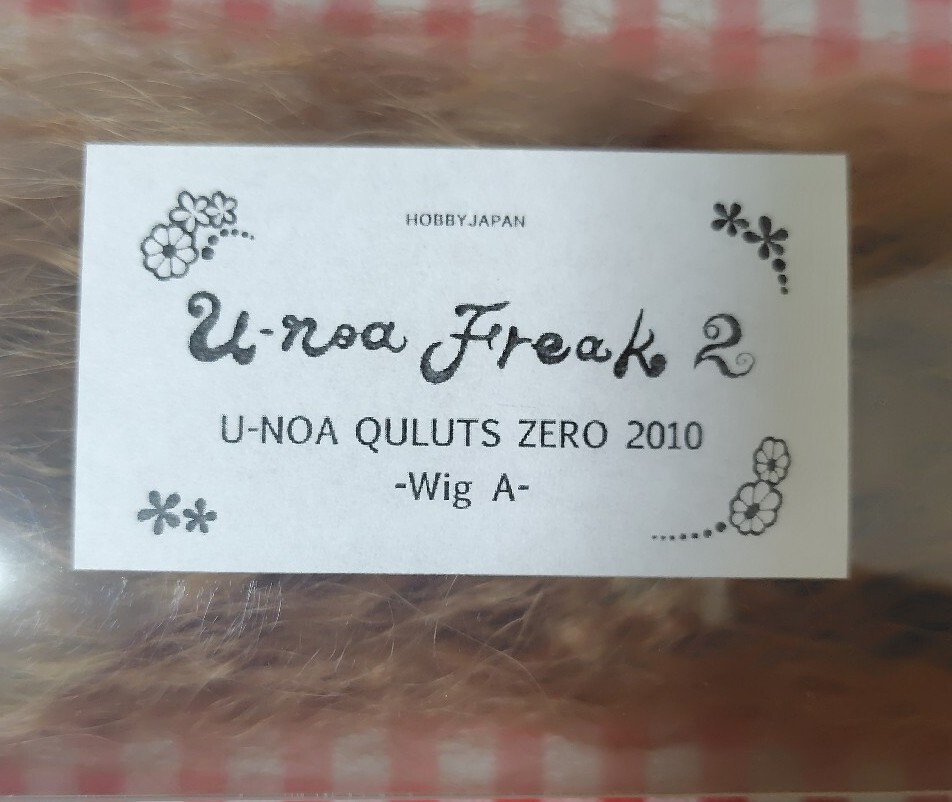 HOBBYJAPAN
U-noa Freak 2
U-NOA QULUTS ZERO 2010
-Wig A-